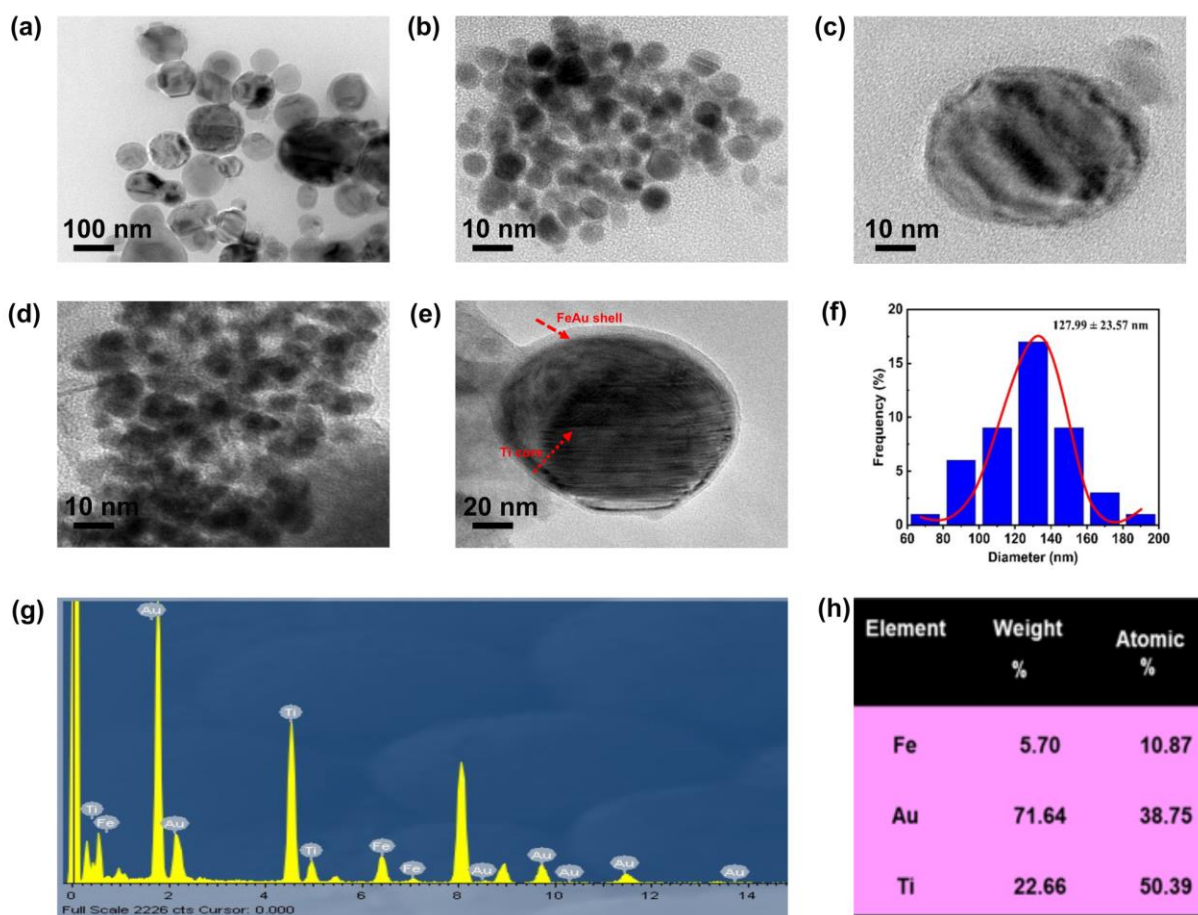 (a)
100 nm
(b)
10 nm
(c)
10 nm
(d)
10 nm
(e)
FeAu shell
Ti core
20 nm
(f)
127.99 ± 23.57 nm
Frequency (%)
20
15
10
5
0
60 80 100 120 140 160 180 200
Diameter (nm)
(g)
Au
Ti
Ti
Fe
Au
Ti
Fe
Fe
Au
Au
Au
Au
Au
0 2 4 6 8 10 12 14
Full Scale 2226 cts Cursor: 0.000
(h)
Element Weight % Atomic %
Fe 5.70 10.87
Au 71.64 38.75
Ti 22.66 50.39